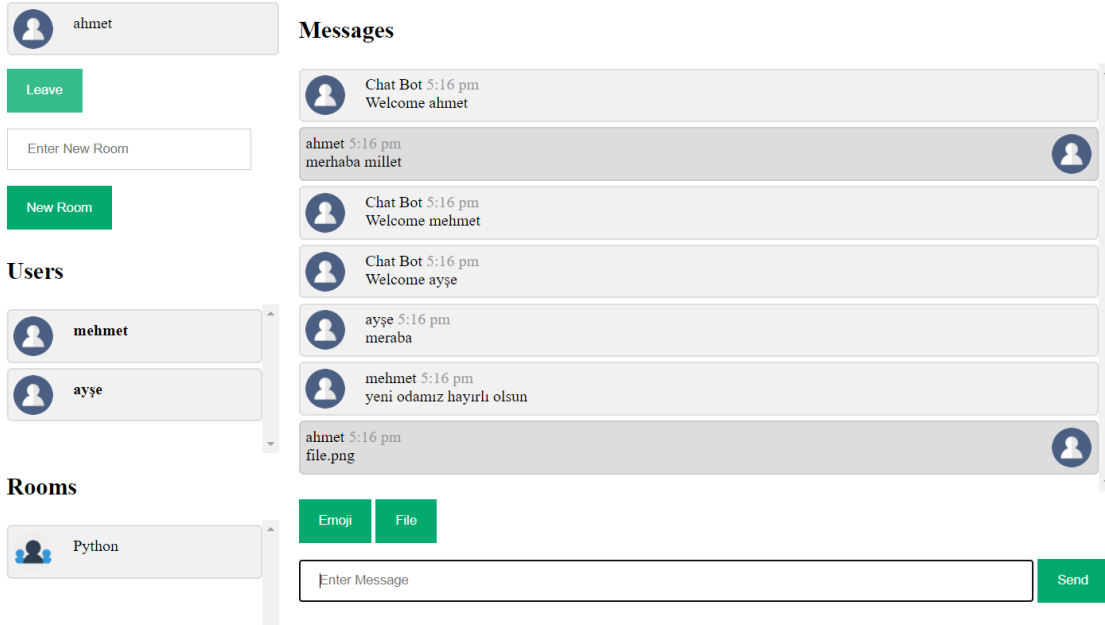 ahmet
Leave
Enter New Room
New Room
Users
mehmet
ayşe
Rooms
Python
Messages
Chat Bot 5:16 pm
Welcome ahmet
ahmet 5:16 pm
merhaba millet
Chat Bot 5:16 pm
Welcome mehmet
Chat Bot 5:16 pm
Welcome ayşe
ayşe 5:16 pm
meraba
mehmet 5:16 pm
yeni odamız hayırlı olsun
ahmet 5:16 pm
file.png
Emoji File
Enter Message Send